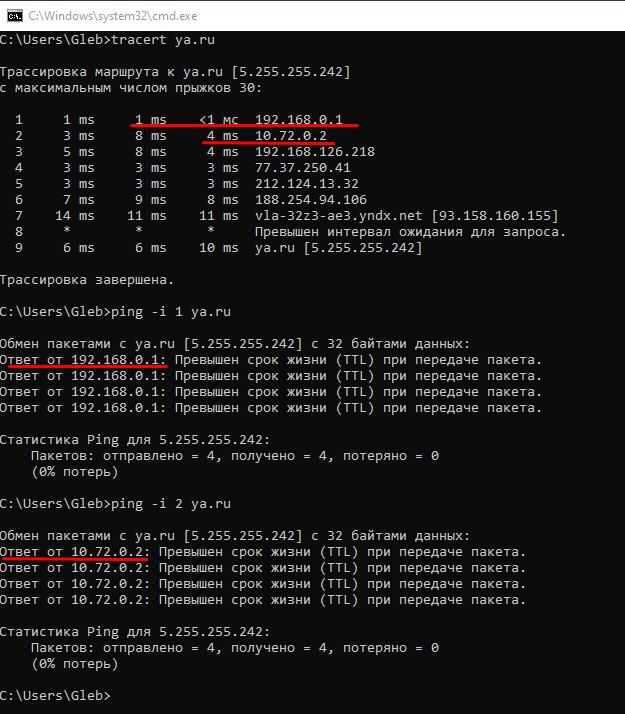 C:\Windows\system32\cmd.exe
C:\Users\Gleb>tracert ya.ru
Трассировка маршрута к ya.ru [5.255.255.242]
с максимальным числом прыжков 30:
1 1 ms 1 ms <1 мс 192.168.0.1
2 3 ms 8 ms 4 ms 10.72.0.2
3 5 ms 8 ms 4 ms 192.168.126.218
4 3 ms 3 ms 3 ms 77.37.250.41
5 3 ms 3 ms 3 ms 212.124.13.32
6 7 ms 9 ms 8 ms 188.254.94.106
7 14 ms 11 ms 11 ms vla-32z3-ae3.yndx.net [93.158.160.155]
8 * * * Превышен интервал ожидания для запроса.
9 6 ms 6 ms 10 ms ya.ru [5.255.255.242]
Трассировка завершена.
C:\Users\Gleb>ping -i 1 ya.ru
Обмен пакетами с ya.ru [5.255.255.242] с 32 байтами данных:
Ответ от 192.168.0.1: Превышен срок жизни (TTL) при передаче пакета.
Ответ от 192.168.0.1: Превышен срок жизни (TTL) при передаче пакета.
Ответ от 192.168.0.1: Превышен срок жизни (TTL) при передаче пакета.
Ответ от 192.168.0.1: Превышен срок жизни (TTL) при передаче пакета.
Статистика Ping для 5.255.255.242:
Пакетов: отправлено = 4, получено = 4, потеряно = 0
(0% потерь)
C:\Users\Gleb>ping -i 2 ya.ru
Обмен пакетами с ya.ru [5.255.255.242] с 32 байтами данных:
Ответ от 10.72.0.2: Превышен срок жизни (TTL) при передаче пакета.
Ответ от 10.72.0.2: Превышен срок жизни (TTL) при передаче пакета.
Ответ от 10.72.0.2: Превышен срок жизни (TTL) при передаче пакета.
Ответ от 10.72.0.2: Превышен срок жизни (TTL) при передаче пакета.
Статистика Ping для 5.255.255.242:
Пакетов: отправлено = 4, получено = 4, потеряно = 0
(0% потерь)
C:\Users\Gleb>